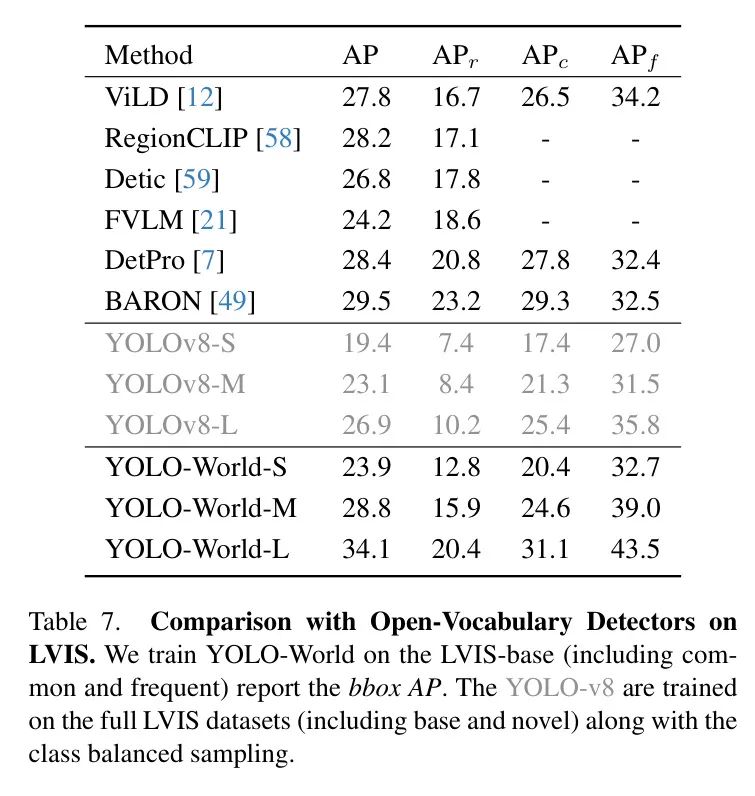 Method AP APr APc APf
ViLD [12] 27.8 16.7 26.5 34.2
RegionCLIP [58] 28.2 17.1 - -
Detic [59] 26.8 17.8 - -
FVLM [21] 24.2 18.6 - -
DetPro [7] 28.4 20.8 27.8 32.4
BARON [49] 29.5 23.2 29.3 32.5
YOLOv8-S 19.4 7.4 17.4 27.0
YOLOv8-M 23.1 8.4 21.3 31.5
YOLOv8-L 26.9 10.2 25.4 35.8
YOLO-World-S 23.9 12.8 20.4 32.7
YOLO-World-M 28.8 15.9 24.6 39.0
YOLO-World-L 34.1 20.4 31.1 43.5
Table 7. Comparison with Open-Vocabulary Detectors on
LVIS. We train YOLO-World on the LVIS-base (including com-
mon and frequent) report the bbox AP. The YOLO-v8 are trained
on the full LVIS datasets (including base and novel) along with the
class balanced sampling.